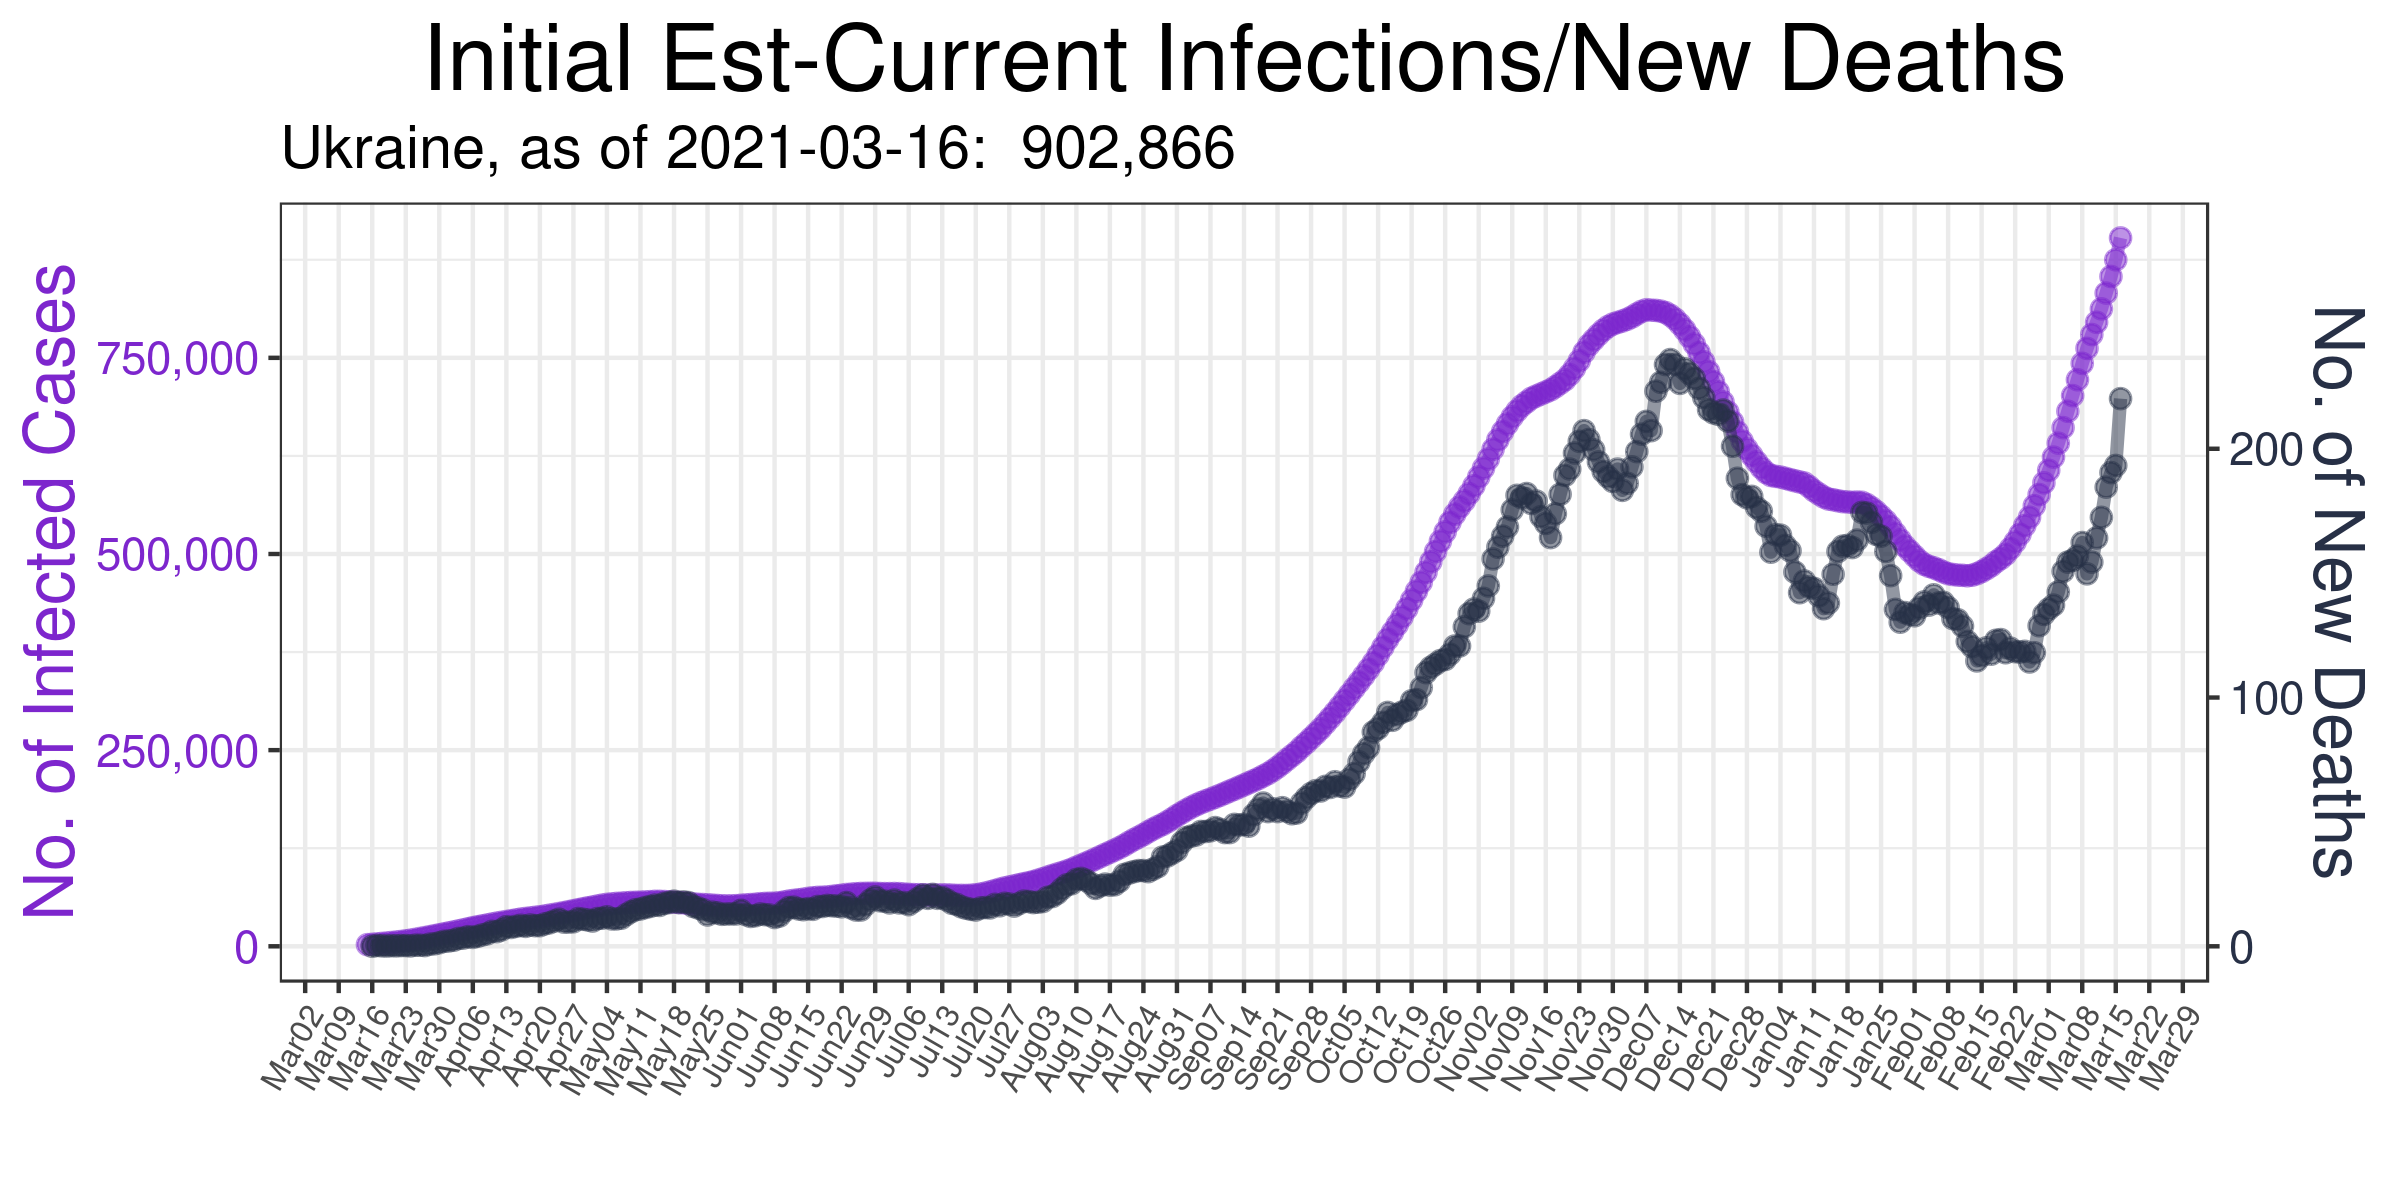 Initial Est-Current Infections/New Deaths
Ukraine, as of 2021-03-16:  902,866
No. of Infected Cases
750,000
500,000
250,000
0
No. of New Deaths
200
100
0
Mar02
Mar09
Mar16
Mar23
Mar30
Apr06
Apr13
Apr20
Apr27
May04
May11
May18
May25
Jun01
Jun08
Jun15
Jun22
Jun29
Jul06
Jul13
Jul20
Jul27
Aug03
Aug10
Aug17
Aug24
Aug31
Sep07
Sep14
Sep21
Sep28
Oct05
Oct12
Oct19
Oct26
Nov02
Nov09
Nov16
Nov23
Nov30
Dec07
Dec14
Dec21
Dec28
Jan04
Jan11
Jan18
Jan25
Feb01
Feb08
Feb15
Feb22
Mar01
Mar08
Mar15
Mar22
Mar29